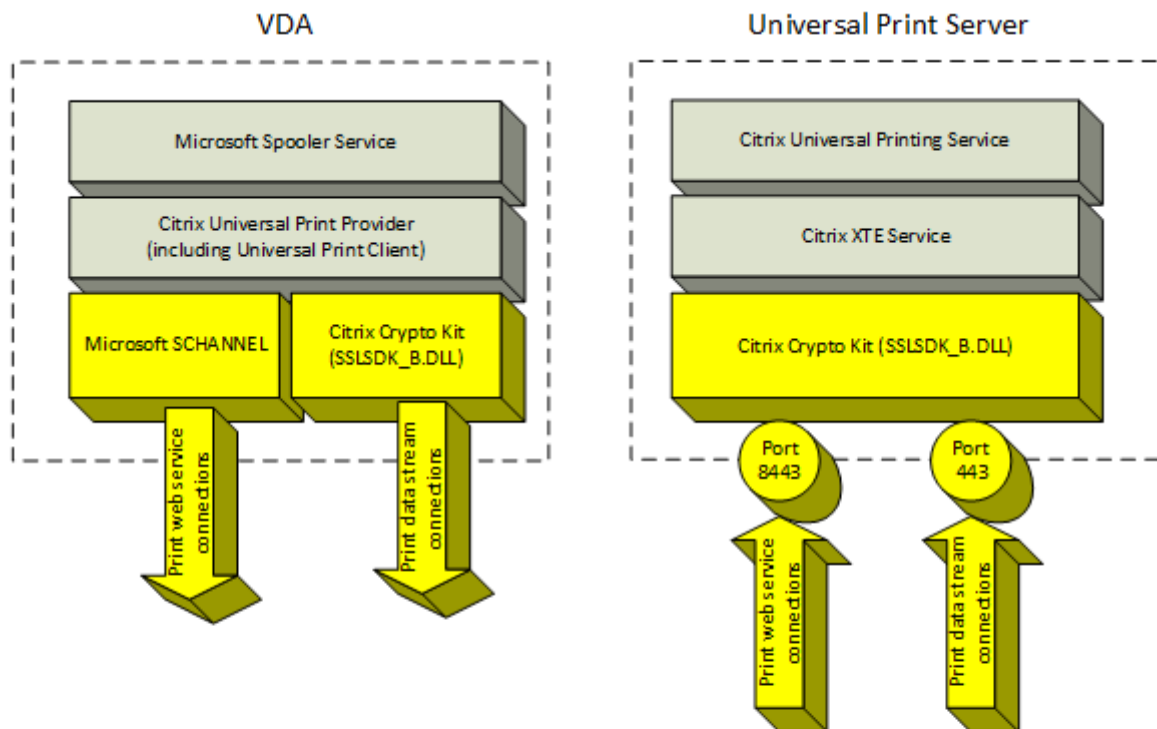 VDA
Universal Print Server
Microsoft Spooler Service
Citrix Universal Print Provider
(including Universal Print Client)
Microsoft SCHANNEL
Citrix Crypto Kit
(SSLSDK_B.DLL)
Print web service
connections
Print data stream
connections
Citrix Universal Printing Service
Citrix XTE Service
Citrix Crypto Kit (SSLSDK_B.DLL)
Port
8443
Port
443
Print web service
connections
Print data stream
connections